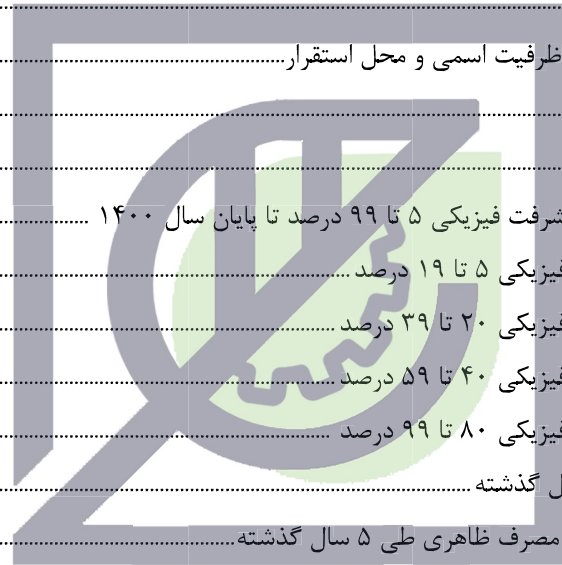 ظرفیت اسمی و محل استقرار
شرفت فیزیکی ۵ تا ۹۹ درصد تا پایان سال ۱۴۰۰
فیزیکی ۵ تا ۱۹ درصد
فیزیکی ۲۰ تا ۳۹ درصد
فیزیکی ۴۰ تا ۵۹ درصد
فیزیکی ۸۰ تا ۹۹ درصد
ل گذشته
مصرف ظاهری طی ۵ سال گذشته